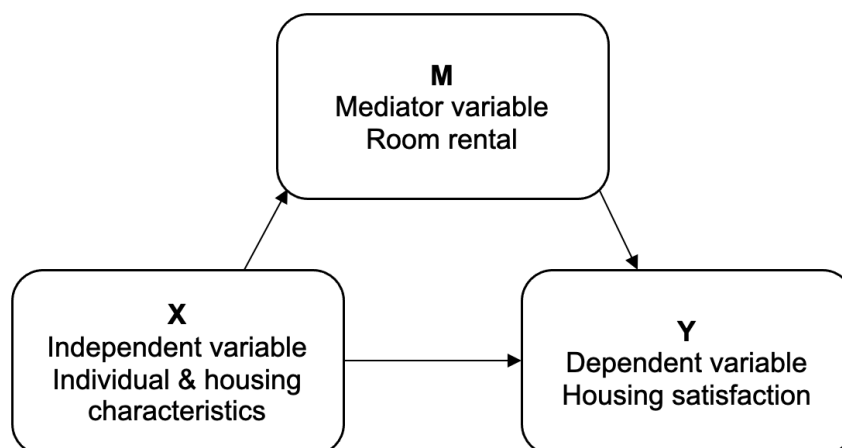 M
Mediator variable
Room rental
X
Independent variable
Individual & housing
characteristics
Y
Dependent variable
Housing satisfaction